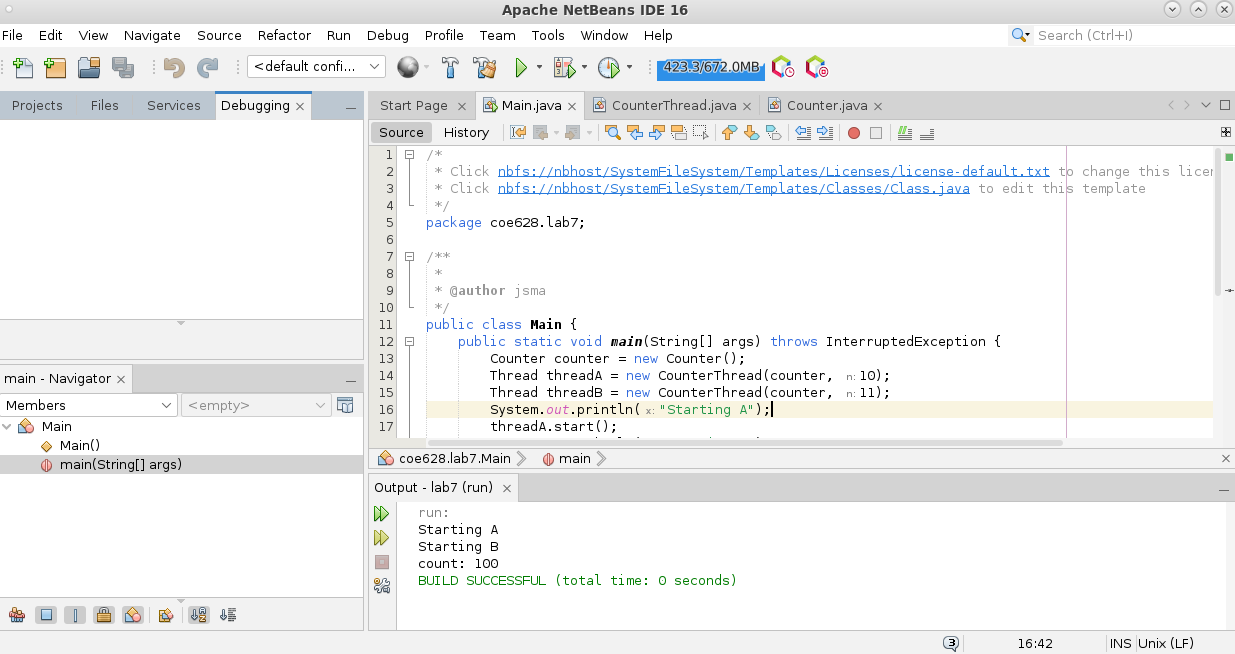 Apache NetBeans IDE 16
File Edit View Navigate Source Refactor Run Debug Profile Team Tools Window Help
Search (Ctrl+I)
<default confi...
423.3/672.0MB
Projects Files Services Debugging
Start Page Main.java CounterThread.java Counter.java
Source History
1 /*
2 * Click nbfs://nbhost/SystemFileSystem/Templates/Licenses/license-default.txt to change this licen
3 * Click nbfs://nbhost/SystemFileSystem/Templates/Classes/Class.java to edit this template
4 */
5 package coe628.lab7;
6
7 /**
8 *
9 * @author jsma
10 */
11 public class Main {
12 public static void main(String[] args) throws InterruptedException {
13 Counter counter = new Counter();
14 Thread threadA = new CounterThread(counter, n: 10);
15 Thread threadB = new CounterThread(counter, n: 11);
16 System.out.println( x: "Starting A");
17 threadA.start();
main - Navigator
Members <empty>
Main
Main()
main(String[] args)
coe628.lab7.Main main
Output - lab7 (run)
run:
Starting A
Starting B
count: 100
BUILD SUCCESSFUL (total time: 0 seconds)
3 16:42 INS Unix (LF)